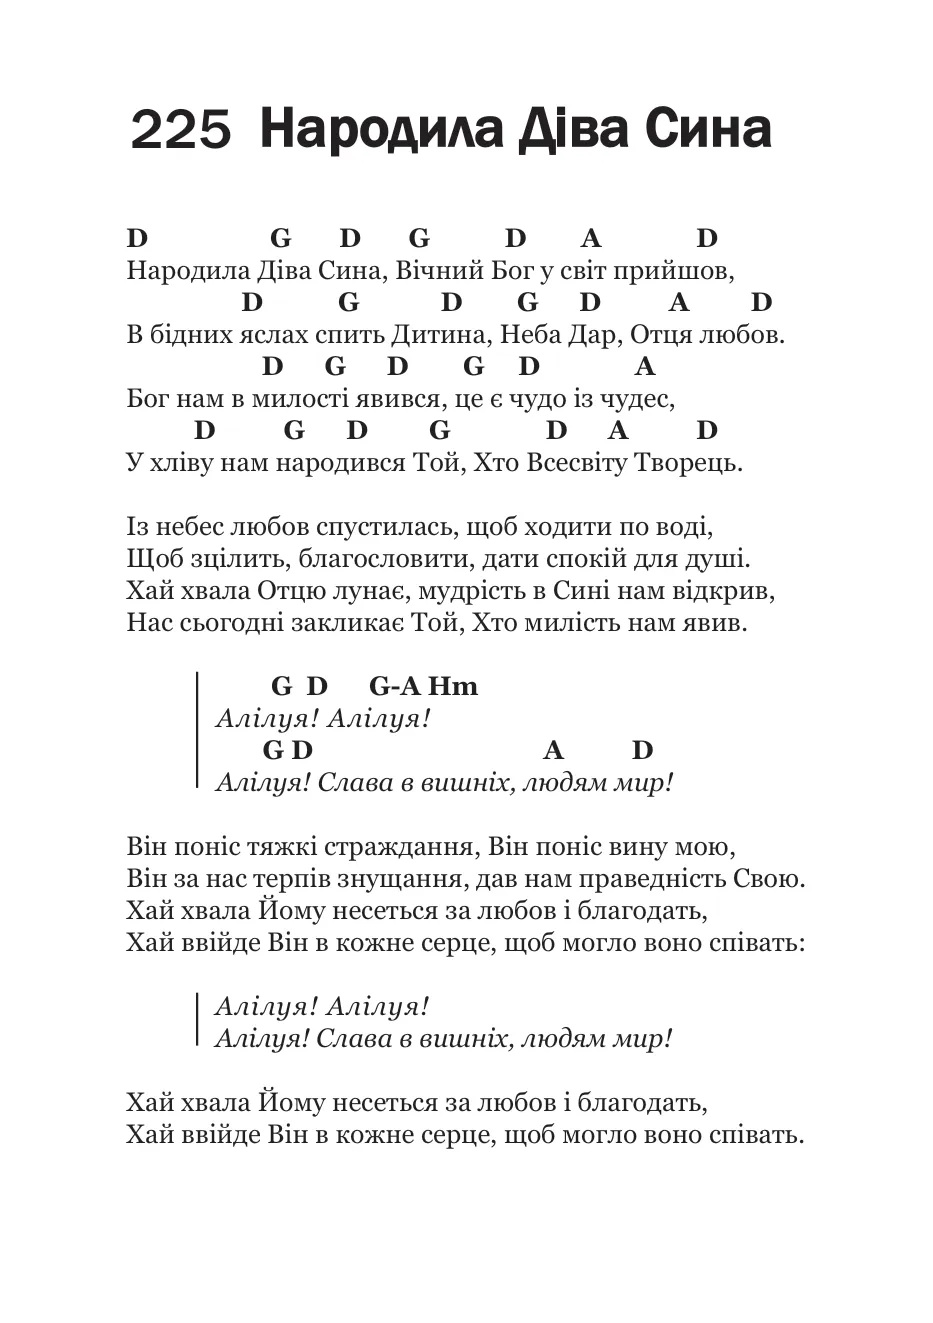 225 Народила Діва Сина
D G D G D A D
Народила Діва Сина, Вічний Бог у світ прийшов,
D G D G D A D
В бідних яслах спить Дитина, Неба Дар, Отця любов.
D G D G D A
Бог нам в милості явився, це є чудо із чудес,
D G D G D A D
У хліву нам народився Той, Хто Всесвіту Творець.
Із небес любов спустилась, щоб ходити по воді,
Щоб зцілить, благословити, дати спокій для душі.
Хай хвала Отцю лунає, мудрість в Сині нам відкрив,
Нас сьогодні закликає Той, Хто милість нам явив.
G D G-A Hm
Алілуя! Алілуя!
G D A D
Алілуя! Слава в вишніх, людям мир!
Він поніс тяжкі страждання, Він поніс вину мою,
Він за нас терпів знущання, дав нам праведність Свою.
Хай хвала Йому несеться за любов і благодать,
Хай ввійде Він в кожне серце, щоб могло воно співать:
Алілуя! Алілуя!
Алілуя! Слава в вишніх, людям мир!
Хай хвала Йому несеться за любов і благодать,
Хай ввійде Він в кожне серце, щоб могло воно співать.